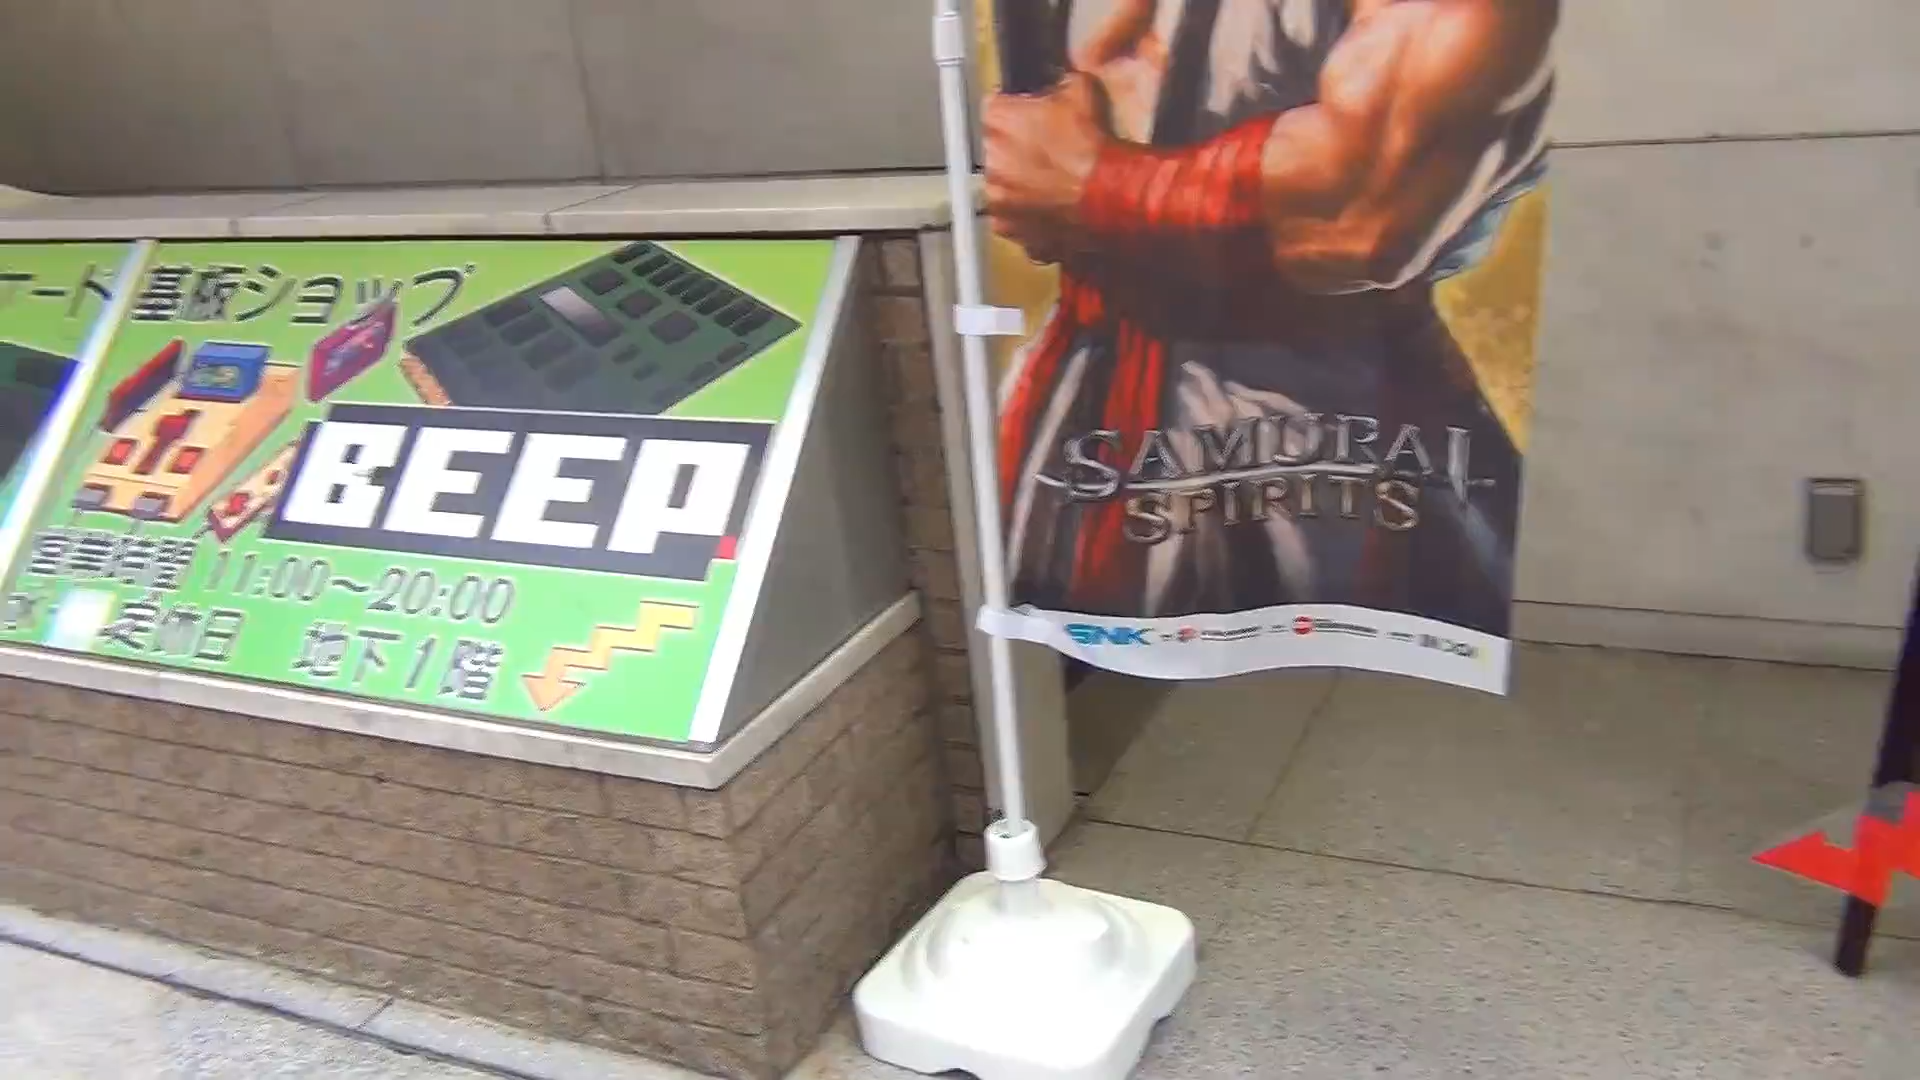 ード 基板ショップ
BEEP
営業時間 11:00～20:00
定休日 地下1階
SAMURAI
SPIRITS
SNK